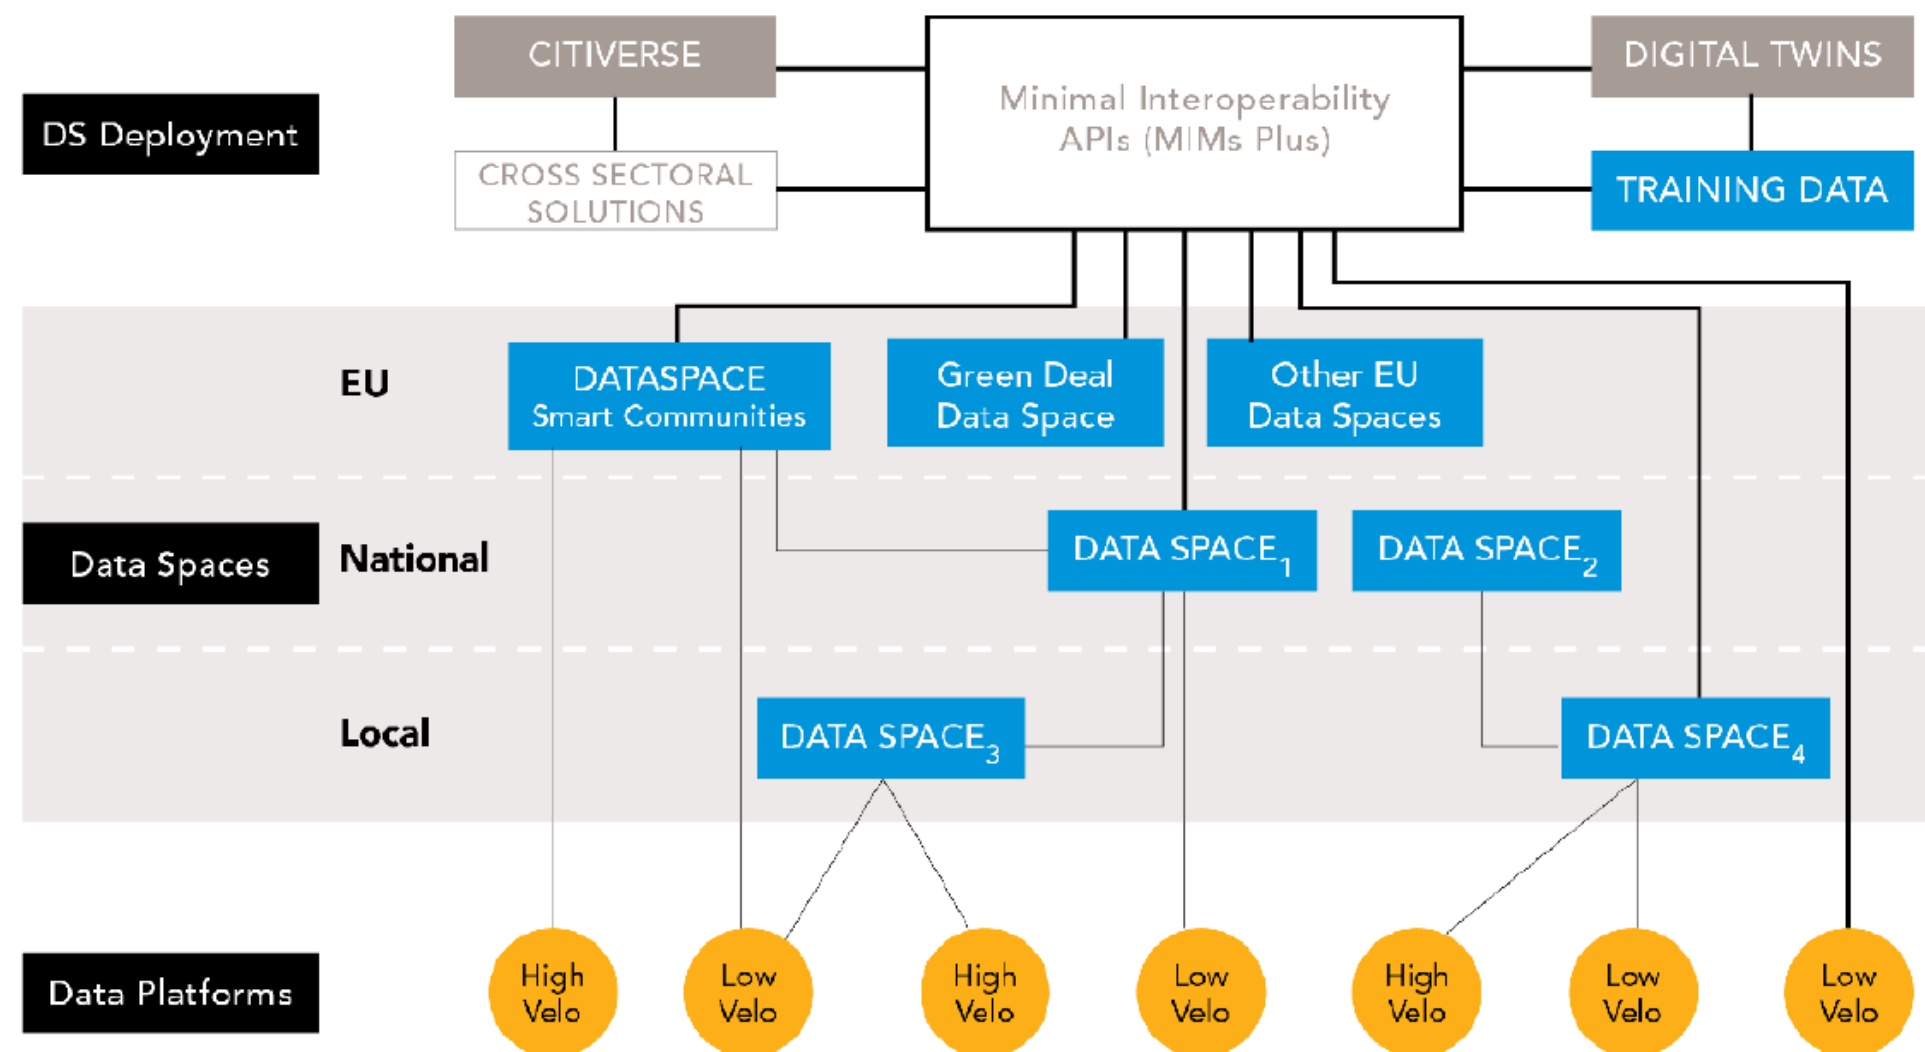 CITIVERSE
Minimal Interoperability
APIs (MIMs Plus)
DIGITAL TWINS
DS Deployment
CROSS SECTORAL
SOLUTIONS
TRAINING DATA
EU
DATASPACE
Smart Communities
Green Deal
Data Space
Other EU
Data Spaces
Data Spaces
National
DATA SPACE1
DATA SPACE2
Local
DATA SPACE3
DATA SPACE4
Data Platforms
High
Velo
Low
Velo
High
Velo
Low
Velo
High
Velo
Low
Velo
Low
Velo